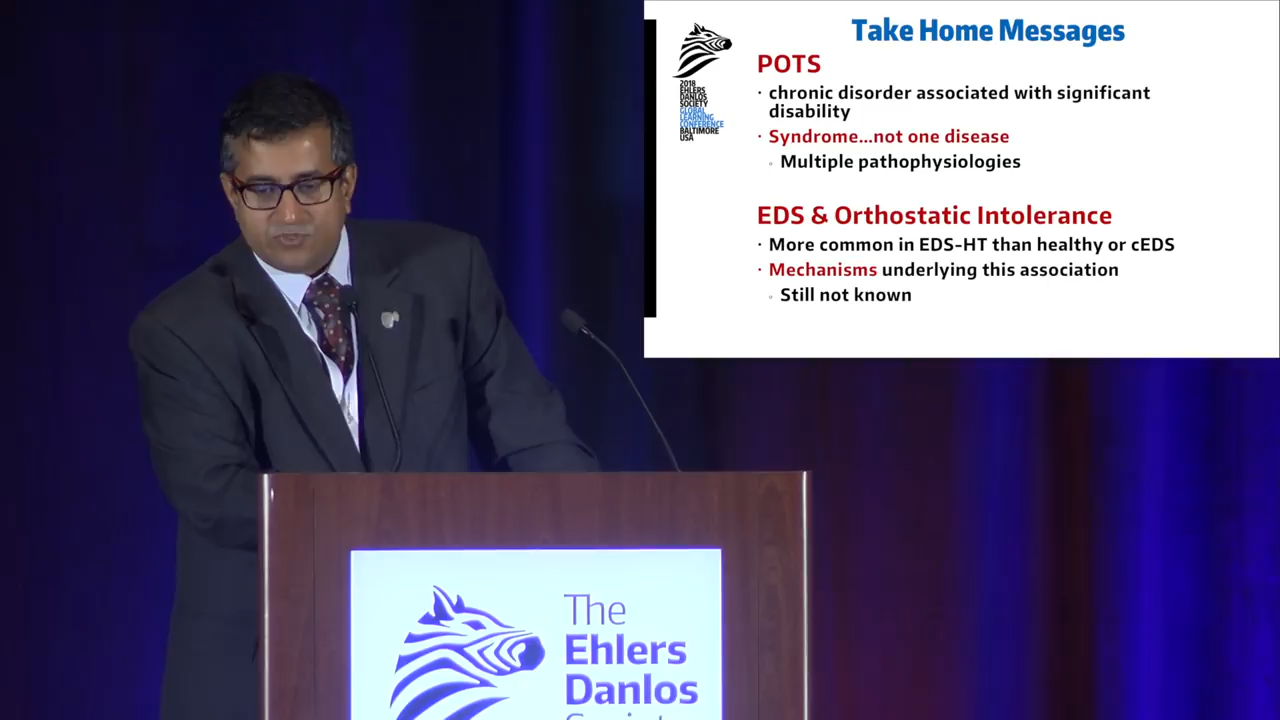 Take Home Messages
2018
EHLERS
DANLOS
SOCIETY
GLOBAL
LEARNING
CONFERENCE
BALTIMORE
USA
POTS
· chronic disorder associated with significant
disability
· Syndrome...not one disease
◦ Multiple pathophysiologies
EDS & Orthostatic Intolerance
· More common in EDS-HT than healthy or cEDS
· Mechanisms underlying this association
◦ Still not known
The
Ehlers
Danlos
Society